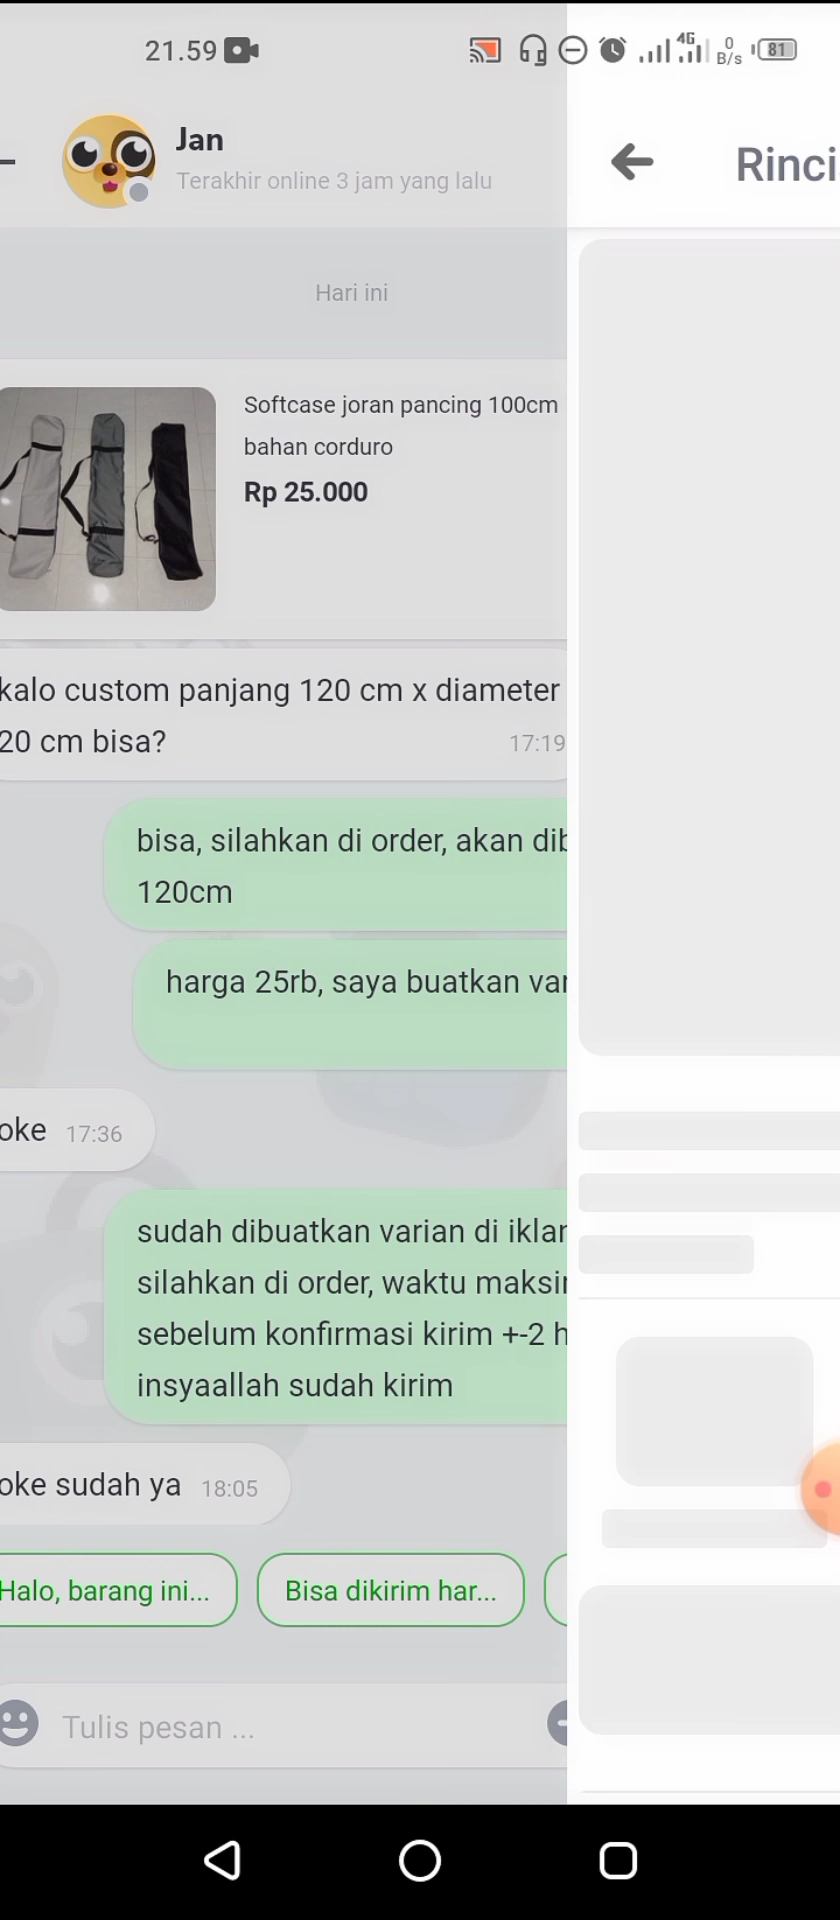 21.59
4G
0
B/s
81
Jan
Terakhir online 3 jam yang lalu
Rinci
Hari ini
Softcase joran pancing 100cm
bahan corduro
Rp 25.000
kalo custom panjang 120 cm x diameter
20 cm bisa?
17:19
bisa, silahkan di order, akan dib
120cm
harga 25rb, saya buatkan var
oke 17:36
sudah dibuatkan varian di iklan
silahkan di order, waktu maksi
sebelum konfirmasi kirim +-2 h
insyaallah sudah kirim
oke sudah ya 18:05
Halo, barang ini...
Bisa dikirim har...
Tulis pesan ...